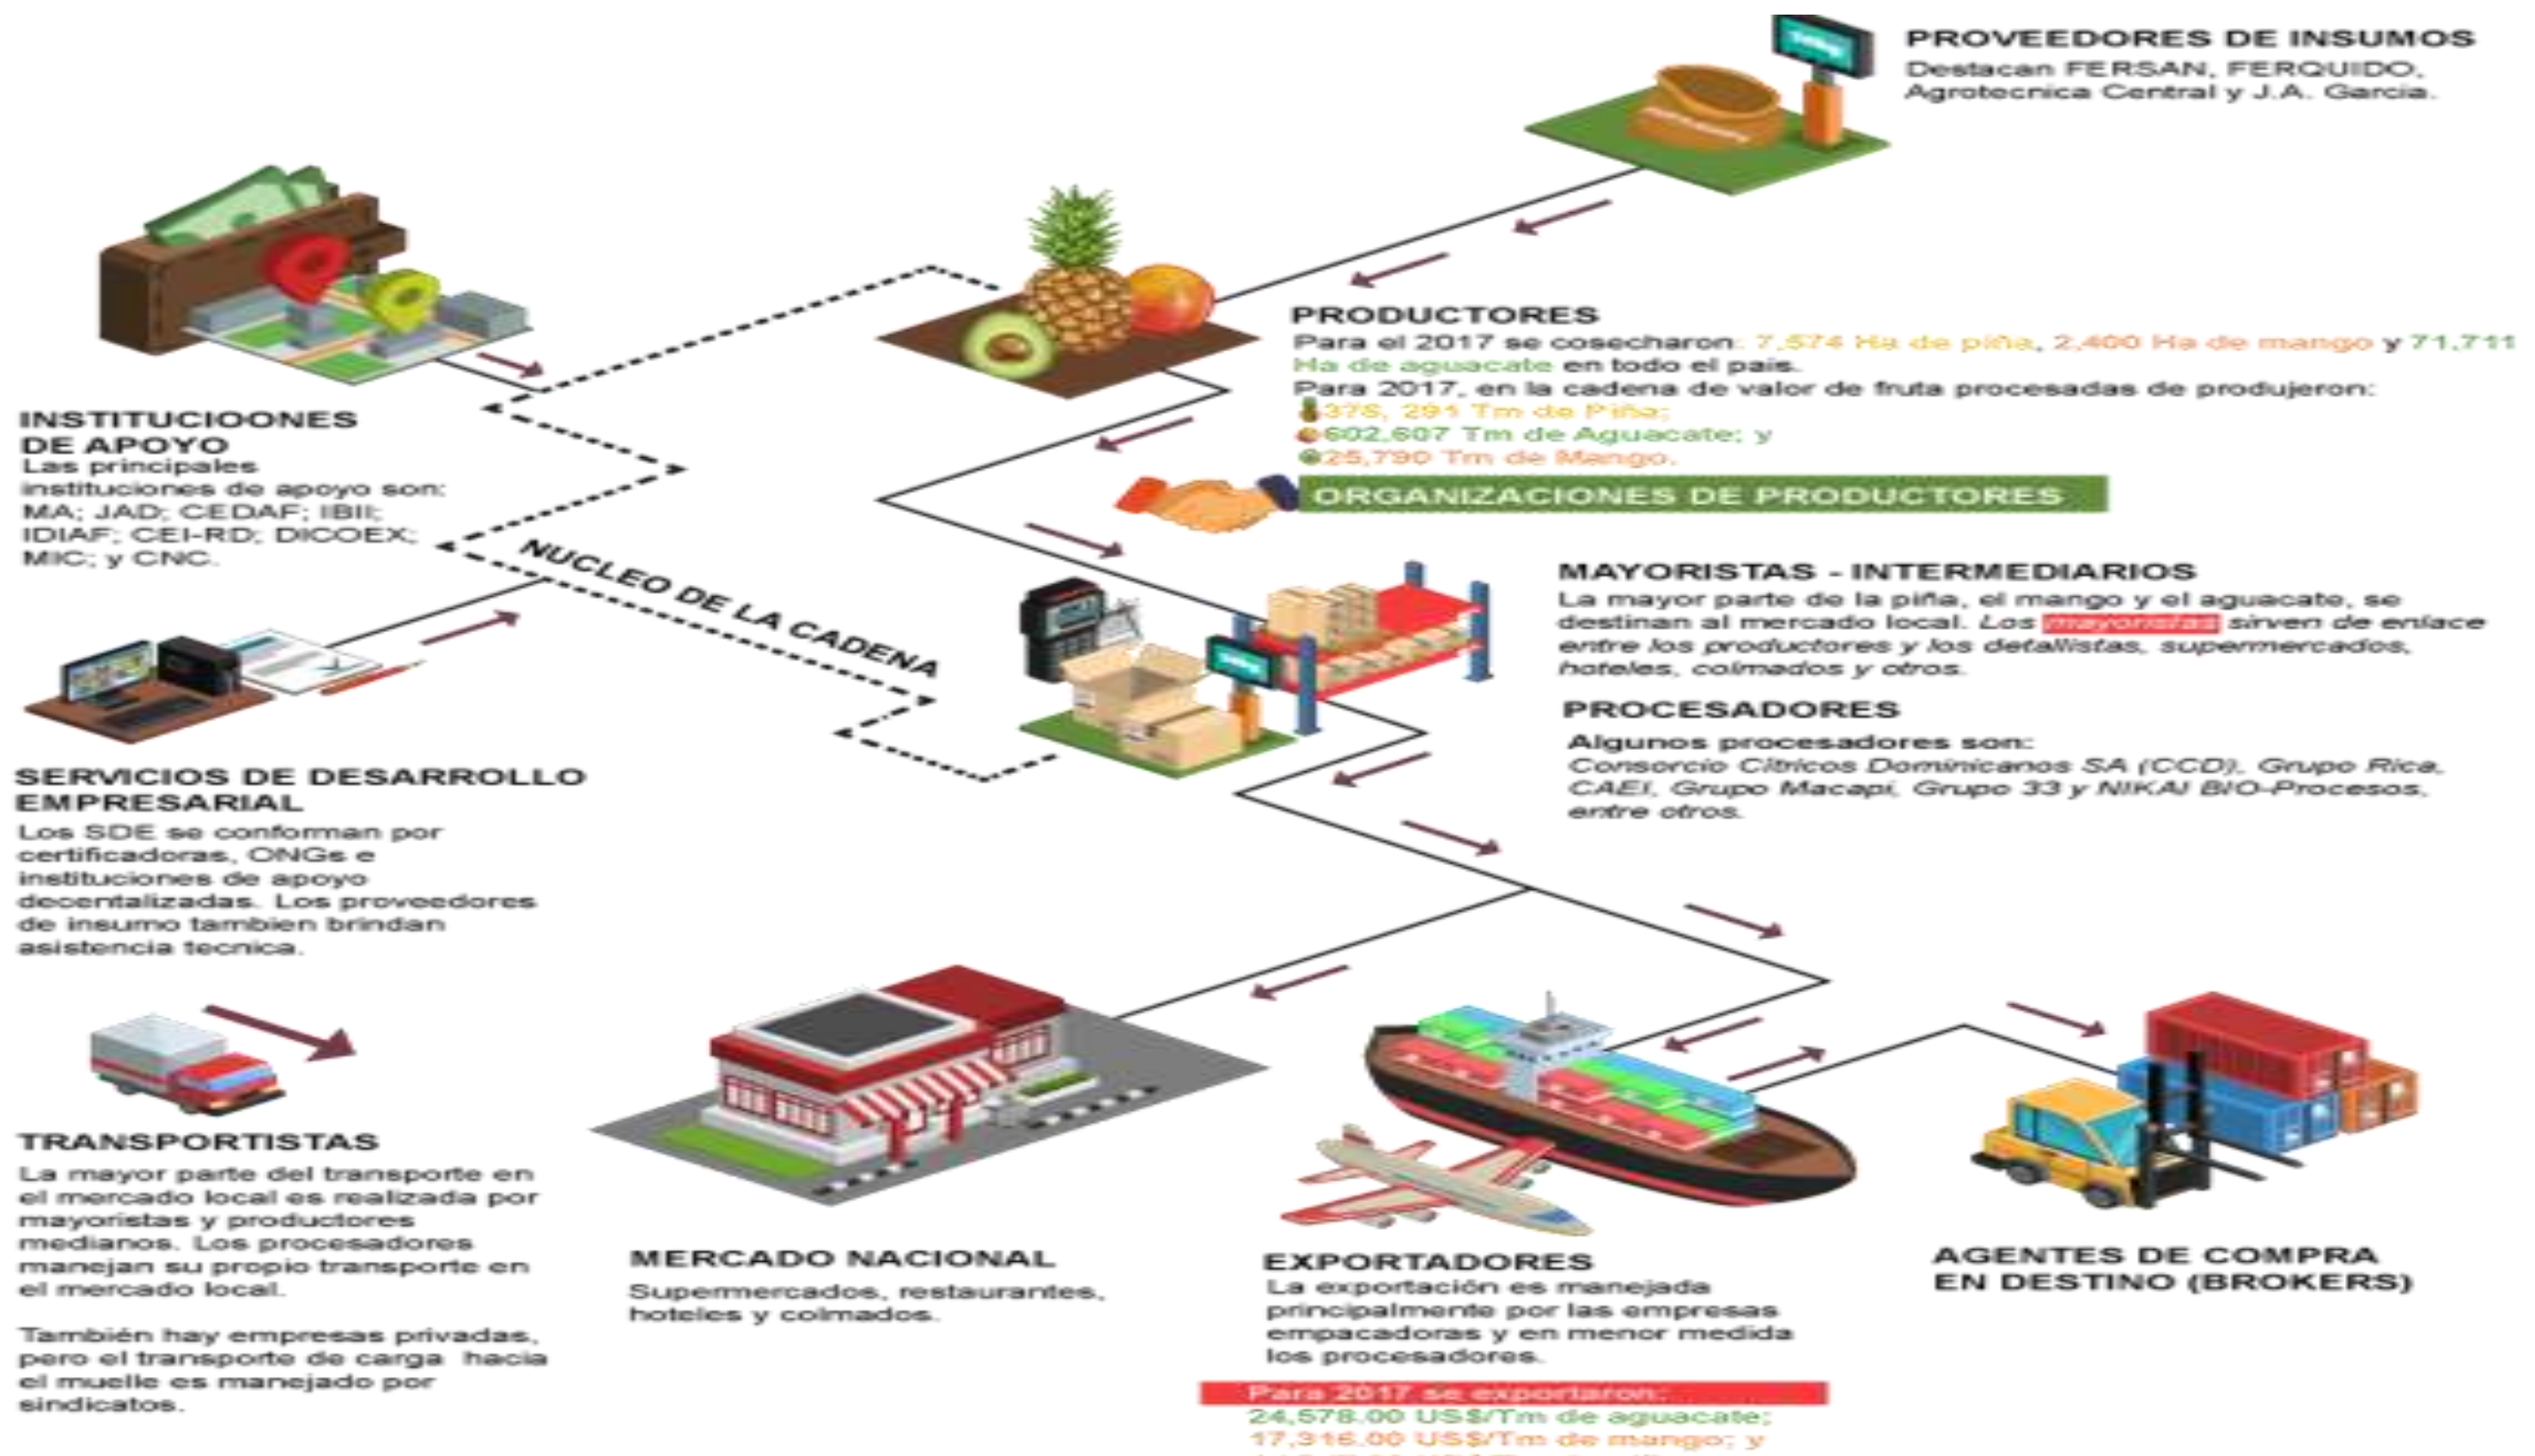 PROVEEDORES DE INSUMOS
Destacan FERSAN, FERQUIDO,
Agrotecnica Central y J.A. Garcia.
PRODUCTORES
Para el 2017 se cosecharon: 7,574 Ha de piña, 2,400 Ha de mango y 71,711
Ha de aguacate en todo el pais.
Para 2017, en la cadena de valor de fruta procesadas de produjeron:
378, 291 Tm de Piña;
602,607 Tm de Aguacate; y
25,790 Tm de Mango.
ORGANIZACIONES DE PRODUCTORES
INSTITUCIOONES
DE APOYO
Las principales
instituciones de apoyo son:
MA; JAD; CEDAF; IBII;
IDIAF; CEI-RD; DICOEX;
MIC; y CNC.
NUCLEO DE LA CADENA
MAYORISTAS - INTERMEDIARIOS
La mayor parte de la piña, el mango y el aguacate, se
destinan al mercado local. Los mayoristas sirven de enlace
entre los productores y los detallistas, supermercados,
hoteles, colmados y otros.
PROCESADORES
Algunos procesadores son:
Consorcio Cítricos Dominicanos SA (CCD), Grupo Rica,
CAEI, Grupo Macapi, Grupo 33 y NIKAI BIO-Procesos,
entre otros.
SERVICIOS DE DESARROLLO
EMPRESARIAL
Los SDE se conforman por
certificadoras, ONGs e
instituciones de apoyo
decentalizadas. Los proveedores
de insumo tambien brindan
asistencia tecnica.
TRANSPORTISTAS
La mayor parte del transporte en
el mercado local es realizada por
mayoristas y productores
medianos. Los procesadores
manejan su propio transporte en
el mercado local.
También hay empresas privadas,
pero el transporte de carga hacia
el muelle es manejado por
sindicatos.
MERCADO NACIONAL
Supermercados, restaurantes,
hoteles y colmados.
EXPORTADORES
La exportación es manejada
principalmente por las empresas
empacadoras y en menor medida
los procesadores.
Para 2017 se exportaron:
24,578.00 US$/Tm de aguacate;
17,316.00 US$/Tm de mango; y
AGENTES DE COMPRA
EN DESTINO (BROKERS)